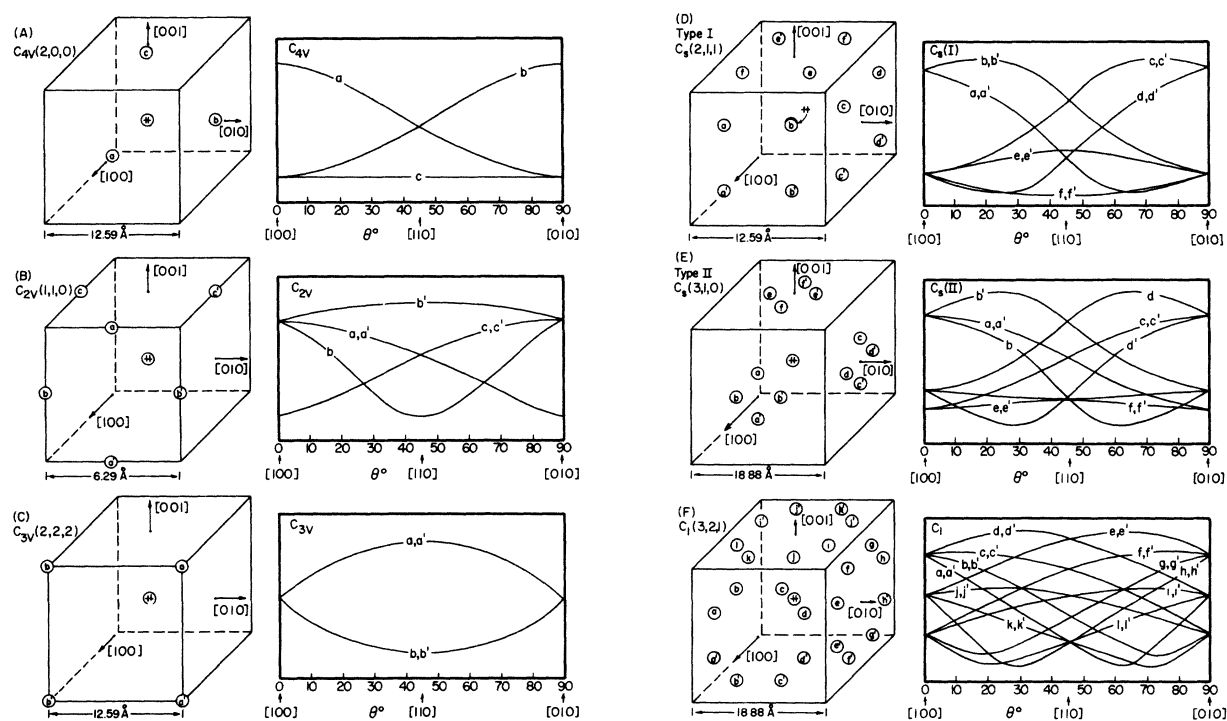 (A)
C4V(2,0,0)
[001]
c
b
[010]
a
[100]
12.59 Å
C4V
a
b
c
0 10 20 30 40 50 60 70 80 90
[100] θ° [110] [010]
(B)
C2V(1,1,0)
c
[001]
c'
a
[010]
b
b'
[100]
a'
6.29 Å
C2V
b'
a,a'
c,c'
b
0 10 20 30 40 50 60 70 80 90
[100] θ° [110] [010]
(C)
C3V(2,2,2)
[001]
b
a
[010]
[100]
b'
a'
12.59 Å
C3V
a,a'
b,b'
0 10 20 30 40 50 60 70 80 90
[100] θ° [110] [010]
(D)
Type I
Cs(2,1,1)
e' [001] f'
f e d
c
[010]
a b
d'
[100]
c'
a' b'
12.59 Å
Cs(I)
b,b'
c,c'
a,a'
d,d'
e,e'
f,f'
0 10 20 30 40 50 60 70 80 90
[100] θ° [110] [010]
(E)
Type II
Cs(3,1,0)
[001]
f'
e e'
f
c
d'
[010]
a
d
c'
b b'
a'
[100]
18.88 Å
Cs(II)
b'
d
a,a'
c,c'
b
d'
e,e'
f,f'
0 10 20 30 40 50 60 70 80 90
[100] θ° [110] [010]
(F)
C1(3,2,1)
[001]
l i g
k j h
f
b c
e [010] h'
a d
g'
e' f'
[100]
a' d'
b' c'
18.88 Å
C1
d,d'
e,e'
c,c'
f,f'
b,b'
g,g'
a,a'
h,h'
j,j'
i,i'
k,k'
l,l'
0 10 20 30 40 50 60 70 80 90
[100] θ° [110] [010]